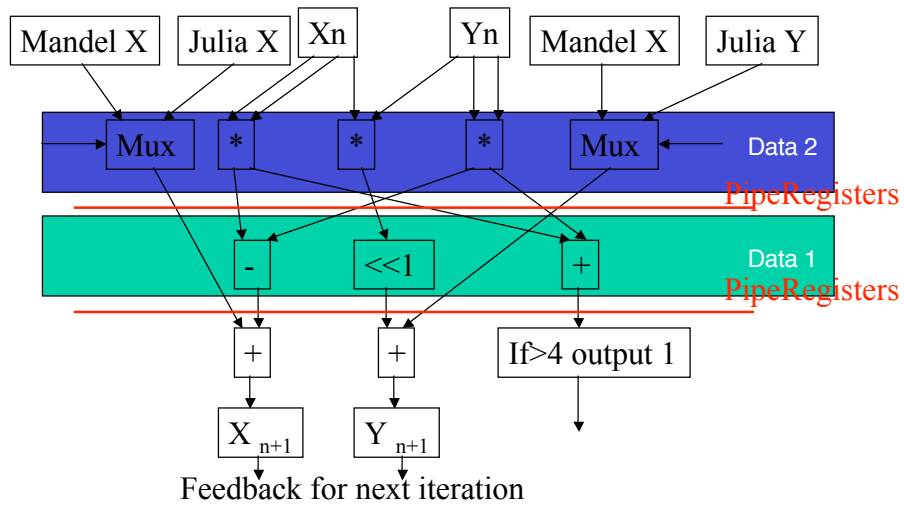 Mandel X
Julia X
Xn
Yn
Mandel X
Julia Y
Mux
*
*
*
Mux
Data 2
PipeRegisters
-
<<1
+
Data 1
PipeRegisters
+
+
If>4 output 1
X n+1
Y n+1
Feedback for next iteration